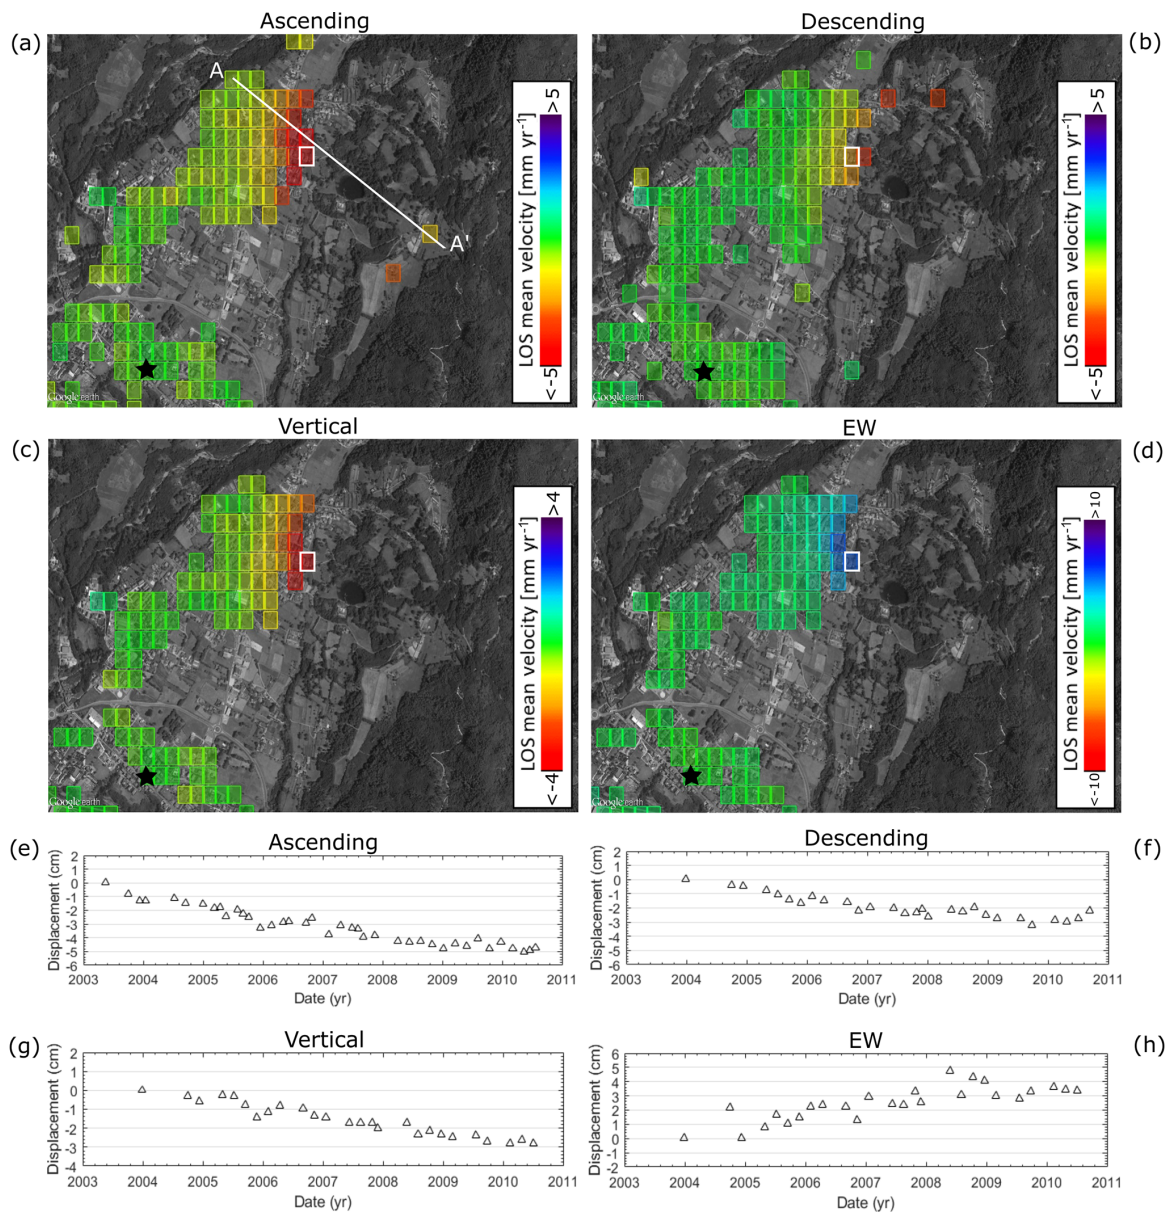 Ascending
Descending
(a)
(b)
A
A'
LOS mean velocity [mm yr-1]
<-5
>5
Google earth
LOS mean velocity [mm yr-1]
<-5
>5
Google earth
Vertical
EW
(c)
(d)
LOS mean velocity [mm yr-1]
<-4
>4
Google earth
LOS mean velocity [mm yr-1]
<-10
>10
Google earth
(e)
Ascending
Displacement (cm)
2
1
0
-1
-2
-3
-4
-5
-6
2003 2004 2005 2006 2007 2008 2009 2010 2011
Date (yr)
Descending
(f)
Displacement (cm)
2
1
0
-1
-2
-3
-4
-5
-6
2003 2004 2005 2006 2007 2008 2009 2010 2011
Date (yr)
(g)
Vertical
Displacement (cm)
2
1
0
-1
-2
-3
-4
2003 2004 2005 2006 2007 2008 2009 2010 2011
Date (yr)
EW
(h)
Displacement (cm)
6
5
4
3
2
1
0
-1
-2
2003 2004 2005 2006 2007 2008 2009 2010 2011
Date (yr)